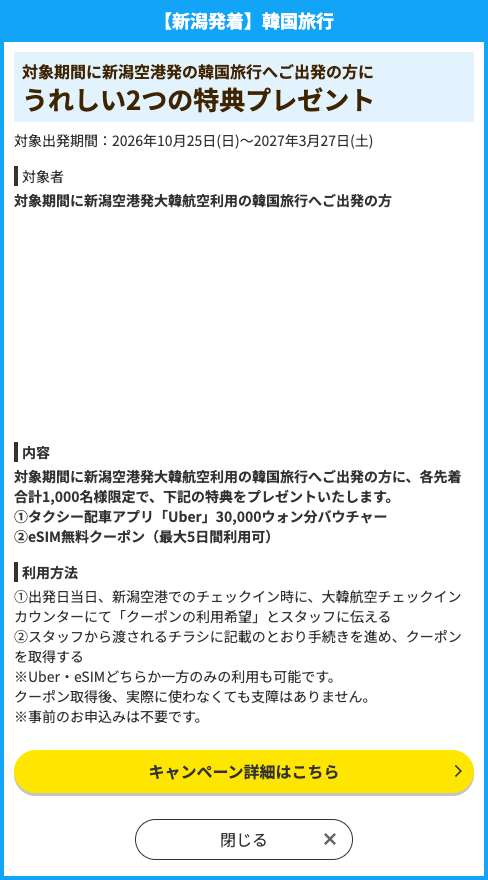 【新潟発着】韓国旅行
対象期間に新潟空港発の韓国旅行へご出発の方に
うれしい2つの特典プレゼント
対象出発期間：2026年10月25日(日)～2027年3月27日(土)
対象者
対象期間に新潟空港発大韓航空利用の韓国旅行へご出発の方
内容
対象期間に新潟空港発大韓航空利用の韓国旅行へご出発の方に、各先着
合計1,000名様限定で、下記の特典をプレゼントいたします。
①タクシー配車アプリ「Uber」30,000ウォン分バウチャー
②eSIM無料クーポン（最大5日間利用可）
利用方法
①出発日当日、新潟空港でのチェックイン時に、大韓航空チェックイン
カウンターにて「クーポンの利用希望」とスタッフに伝える
②スタッフから渡されるチラシに記載のとおり手続きを進め、クーポン
を取得する
※Uber・eSIMどちらか一方のみの利用も可能です。
クーポン取得後、実際に使わなくても支障はありません。
※事前のお申込みは不要です。
キャンペーン詳細はこちら
閉じる